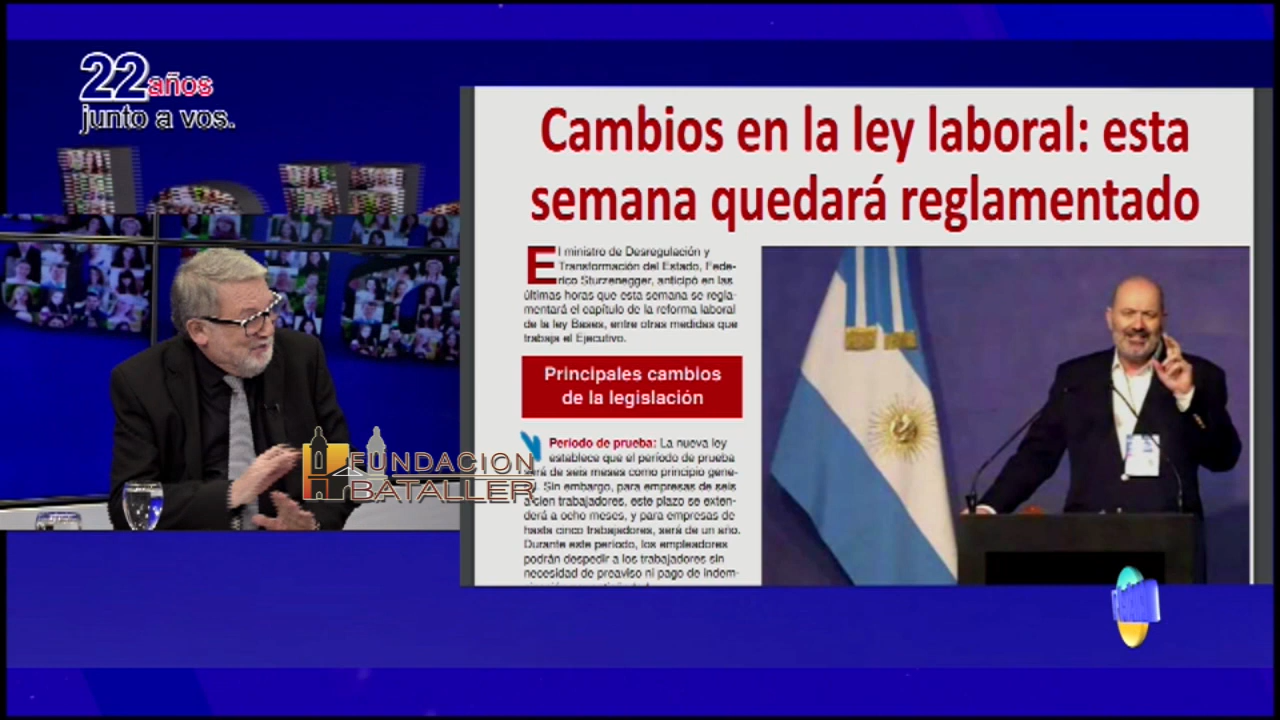 22 años
junto a vos.
Cambios en la ley laboral: esta
semana quedará reglamentado
El ministro de Desregulación y
Transformación del Estado, Fede-
rico Sturzenegger, anticipó en las
últimas horas que esta semana se regla-
mentará el capítulo de la reforma laboral
de la ley Bases, entre otras medidas que
trabaja el Ejecutivo.
Principales cambios
de la legislación
Período de prueba: La nueva ley
establece que el período de prueba
será de seis meses como principio gene-
Sin embargo, para empresas de seis
a cien trabajadores, este plazo se exten-
derá a ocho meses, y para empresas de
hasta cinco trabajadores, será de un año.
Durante este período, los empleadores
podrán despedir a los trabajadores sin
necesidad de preaviso ni pago de indem-
FUNDACION
BATALLER